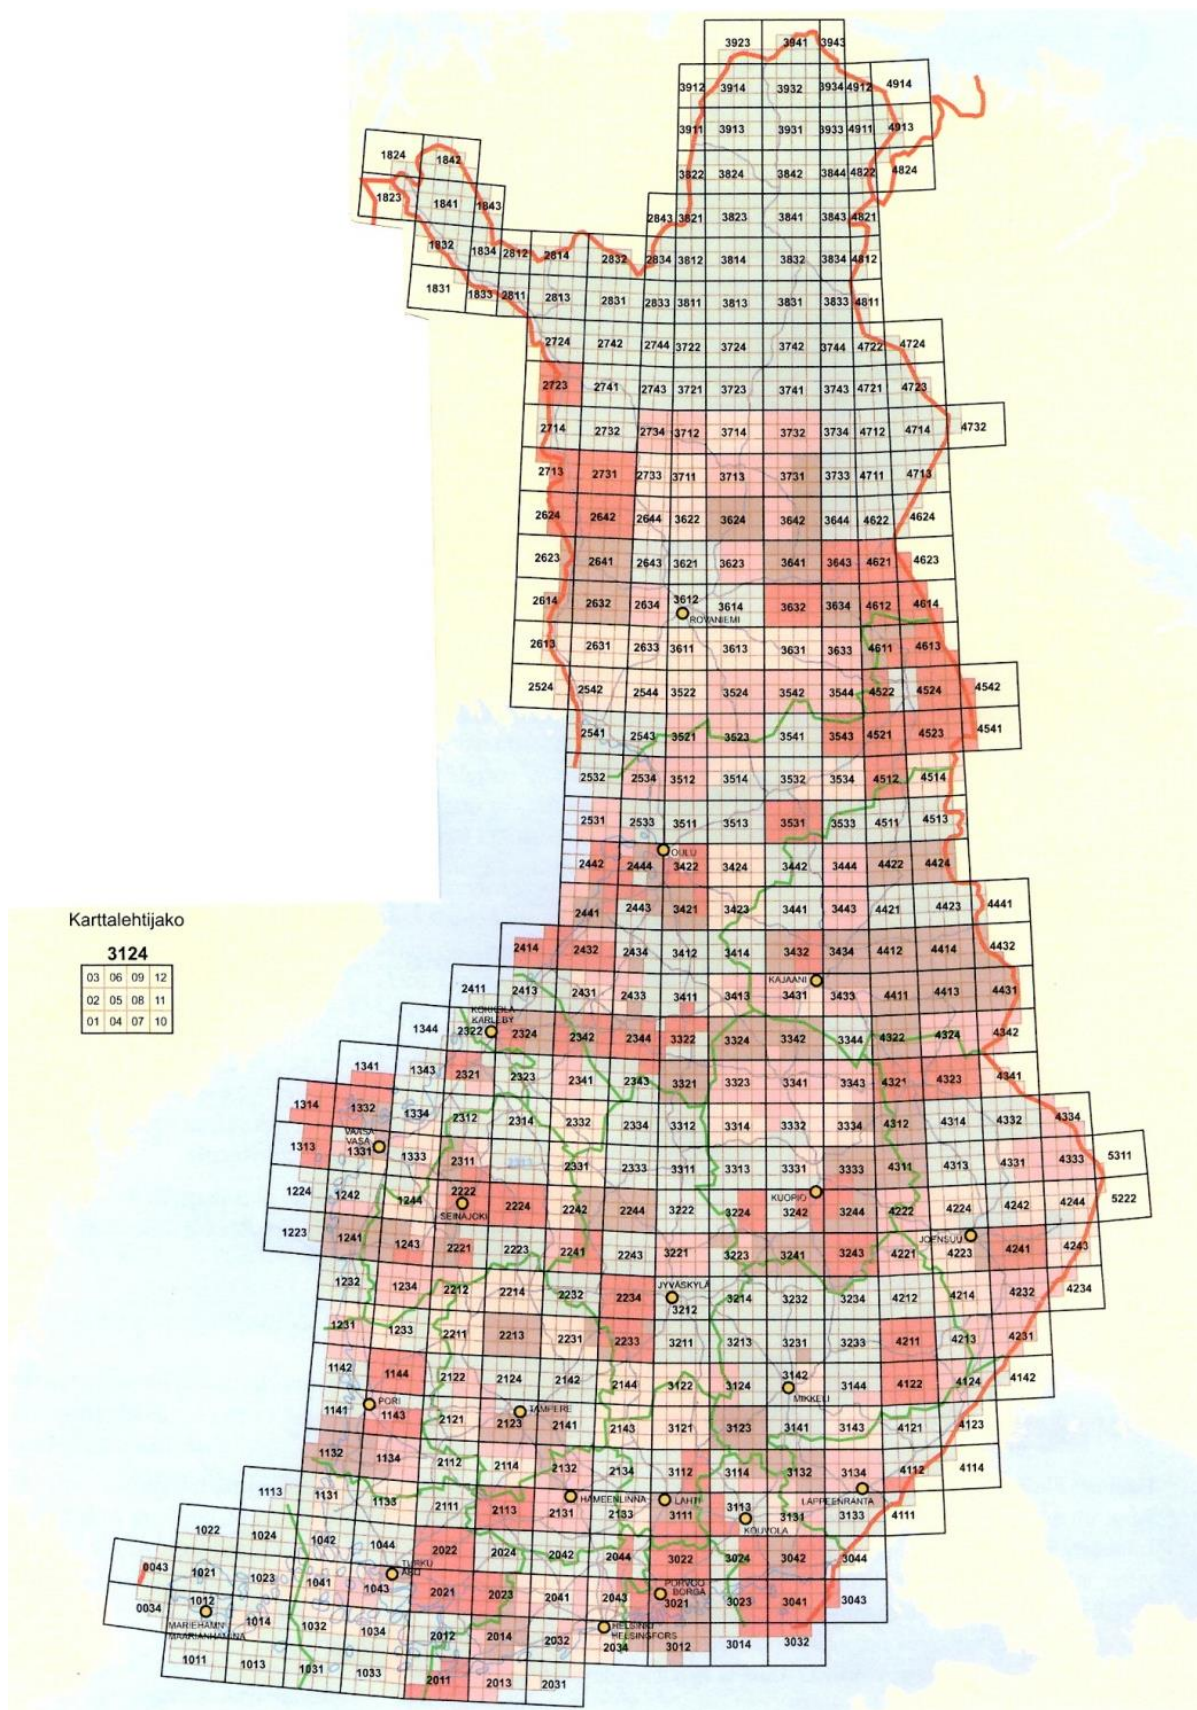 3923 3941 3943
3912 3914 3932 3934 4912 4914
3911 3913 3931 3933 4911 4913
1824 1842
3822 3824 3842 3844 4822 4824
1823 1841 1843
2843 3821 3823 3841 3843 4821
1832 1834 2812 2814 2832 2834 3812 3814 3832 3834 4812
1831 1833 2811 2813 2831 2833 3811 3813 3831 3833 4811
2724 2742 2744 3722 3724 3742 3744 4722 4724
2723 2741 2743 3721 3723 3741 3743 4721 4723
2714 2732 2734 3712 3714 3732 3734 4712 4714 4732
2713 2731 2733 3711 3713 3731 3733 4711 4713
2624 2642 2644 3622 3624 3642 3644 4622 4624
2623 2641 2643 3621 3623 3641 3643 4621 4623
2614 2632 2634 3612 3614 3632 3634 4612 4614
ROVANIEMI
2613 2631 2633 3611 3613 3631 3633 4611 4613
2524 2542 2544 3522 3524 3542 3544 4522 4524 4542
2541 2543 3521 3523 3541 3543 4521 4523 4541
2532 2534 3512 3514 3532 3534 4512 4514
2531 2533 3511 3513 3531 3533 4511 4513
OULU
2442 2444 3422 3424 3442 3444 4422 4424
2441 2443 3421 3423 3441 3443 4421 4423 4441
Karttalehtijako
3124
03 06 09 12
02 05 08 11
01 04 07 10
2414 2432 2434 3412 3414 3432 3434 4412 4414 4432
KAJAANI
2411 2413 2431 2433 3411 3413 3431 3433 4411 4413 4431
KOKKOLA
KARLEBY
1344 2322 2324 2342 2344 3322 3324 3342 3344 4322 4324 4342
1341 1343 2321 2323 2341 2343 3321 3323 3341 3343 4321 4323 4341
1314 1332 1334 2312 2314 2332 2334 3312 3314 3332 3334 4312 4314 4332 4334
VAASA
VASA
1313 1331 1333 2311 2331 2333 3311 3313 3331 3333 4311 4313 4331 4333 5311
1224 1242 1244 2222 2224 2242 2244 3222 3224 3242 3244 4222 4224 4242 4244 5222
SEINÄJOKI
KUOPIO
JOENSUU
1223 1241 1243 2221 2223 2241 2243 3221 3223 3241 3243 4221 4223 4241 4243
1232 1234 2212 2214 2232 2234 3212 3214 3232 3234 4212 4214 4232 4234
JYVÄSKYLÄ
1231 1233 2211 2213 2231 2233 3211 3213 3231 3233 4211 4213 4231
1142 1144 2122 2124 2142 2144 3122 3124 3142 3144 4122 4124 4142
MIKKELI
PORI
TAMPERE
1141 1143 2121 2123 2141 2143 3121 3123 3141 3143 4121 4123
1132 1134 2112 2114 2132 2134 3112 3114 3132 3134 4112 4114
HÄMEENLINNA
LAHTI
LAPPEENRANTA
1113 1131 1133 2111 2113 2131 2133 3111 3113 3131 3133 4111
KOUVOLA
1022 1024 1042 1044 2022 2024 2042 2044 3022 3024 3042 3044
TURKU
ÅBO
PORVOO
BORGÅ
0043 1021 1023 1041 1043 2021 2023 2041 2043 3021 3023 3041 3043
0034 1012 1014 1032 1034 2012 2014 2032 2034 3012 3014 3032
MARIEHAMN
MAARIANHAMINA
HELSINKI
HELSINGFORS
1011 1013 1031 1033 2011 2013 2031